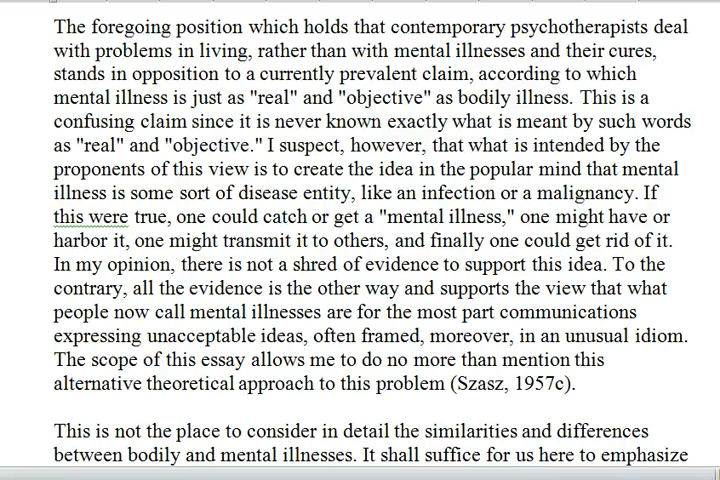 The foregoing position which holds that contemporary psychotherapists deal
with problems in living, rather than with mental illnesses and their cures,
stands in opposition to a currently prevalent claim, according to which
mental illness is just as "real" and "objective" as bodily illness. This is a
confusing claim since it is never known exactly what is meant by such words
as "real" and "objective." I suspect, however, that what is intended by the
proponents of this view is to create the idea in the popular mind that mental
illness is some sort of disease entity, like an infection or a malignancy. If
this were true, one could catch or get a "mental illness," one might have or
harbor it, one might transmit it to others, and finally one could get rid of it.
In my opinion, there is not a shred of evidence to support this idea. To the
contrary, all the evidence is the other way and supports the view that what
people now call mental illnesses are for the most part communications
expressing unacceptable ideas, often framed, moreover, in an unusual idiom.
The scope of this essay allows me to do no more than mention this
alternative theoretical approach to this problem (Szasz, 1957c).
This is not the place to consider in detail the similarities and differences
between bodily and mental illnesses. It shall suffice for us here to emphasize